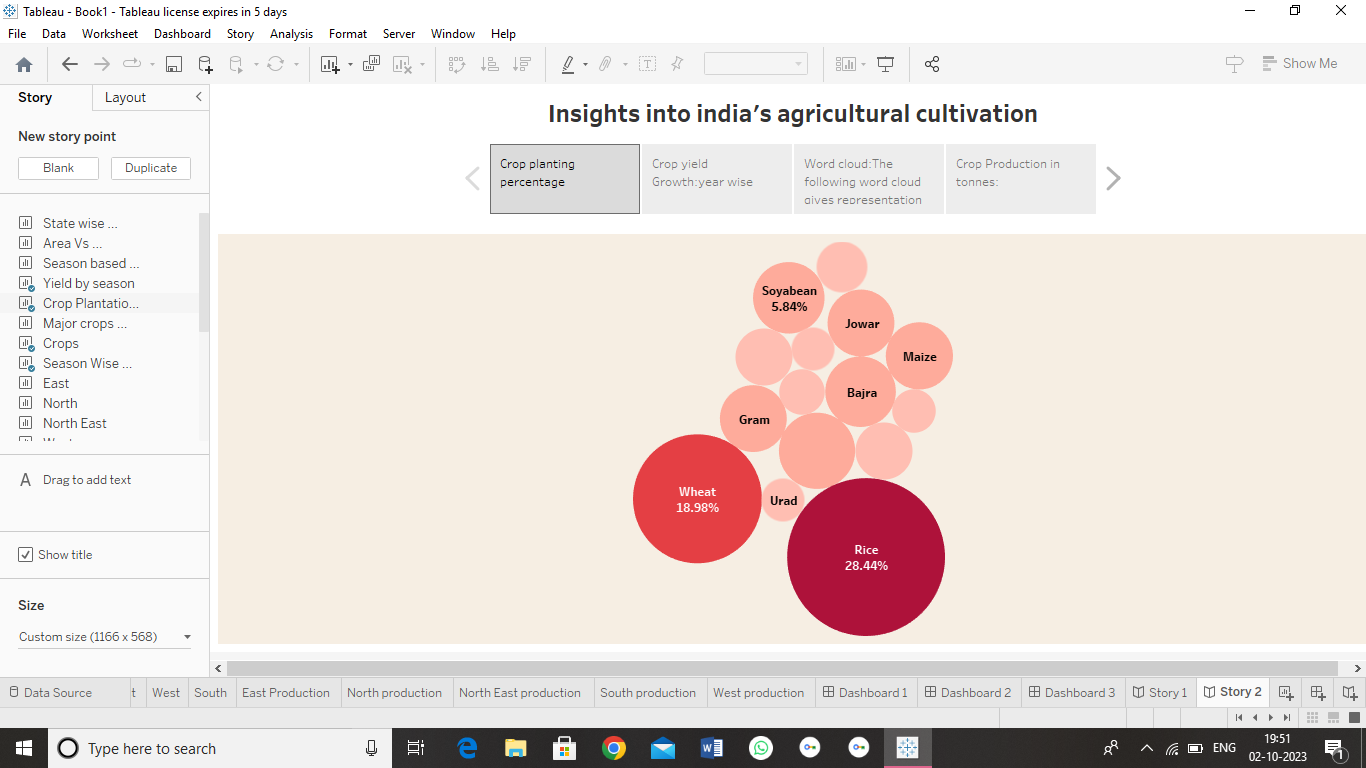 Tableau - Book1 - Tableau license expires in 5 days
File Data Worksheet Dashboard Story Analysis Format Server Window Help
Show Me
Story Layout
New story point
Blank Duplicate
State wise ...
Area Vs ...
Season based ...
Yield by season
Crop Plantatio...
Major crops ...
Crops
Season Wise ...
East
North
North East
A Drag to add text
Show title
Size
Custom size (1166 x 568)
Insights into india's agricultural cultivation
Crop planting
percentage
Crop yield
Growth:year wise
Word cloud:The
following word cloud
gives representation
Crop Production in
tonnes:
Soyabean
5.84%
Jowar
Maize
Bajra
Gram
Wheat
18.98%
Urad
Rice
28.44%
Data Source t West South East Production North production North East production South production West production Dashboard 1 Dashboard 2 Dashboard 3 Story 1 Story 2
Type here to search
ENG
19:51
02-10-2023
1